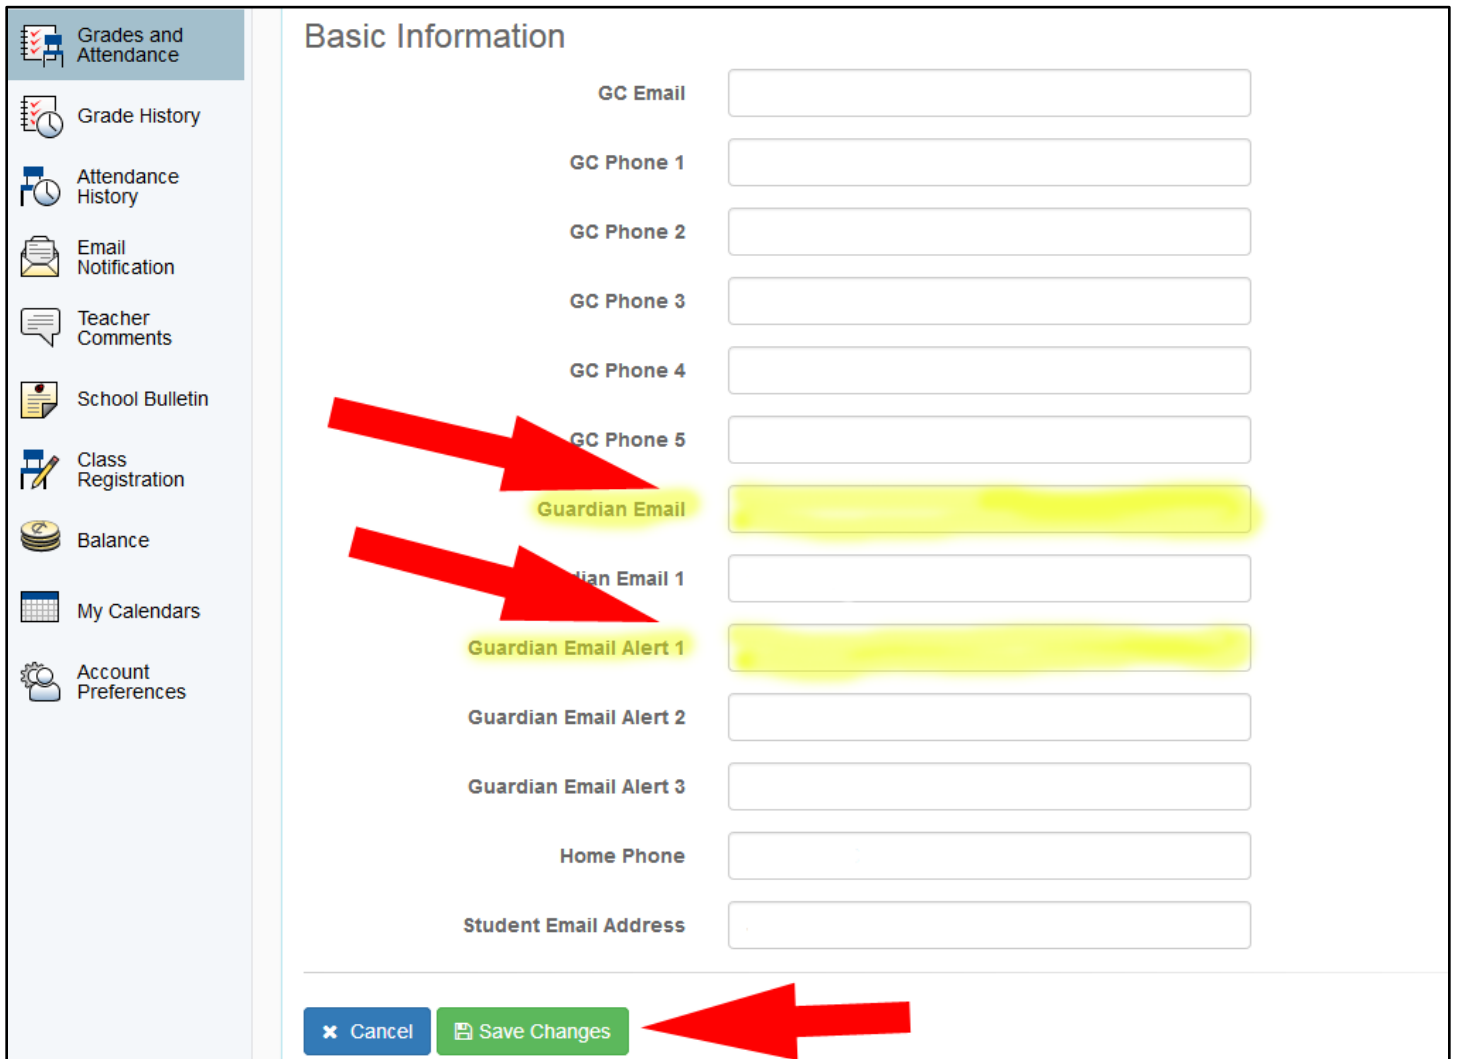 Grades and
Attendance
Grade History
Attendance
History
Email
Notification
Teacher
Comments
School Bulletin
Class
Registration
Balance
My Calendars
Account
Preferences
Basic Information
GC Email
GC Phone 1
GC Phone 2
GC Phone 3
GC Phone 4
GC Phone 5
Guardian Email
dian Email 1
Guardian Email Alert 1
Guardian Email Alert 2
Guardian Email Alert 3
Home Phone
Student Email Address
Cancel
Save Changes